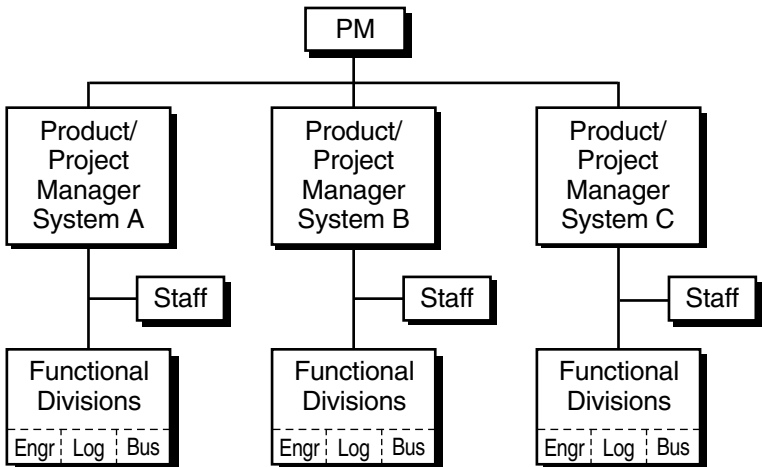 PM
Product/
Project
Manager
System A
Product/
Project
Manager
System B
Product/
Project
Manager
System C
Staff
Staff
Staff
Functional
Divisions
Engr Log Bus
Functional
Divisions
Engr Log Bus
Functional
Divisions
Engr Log Bus